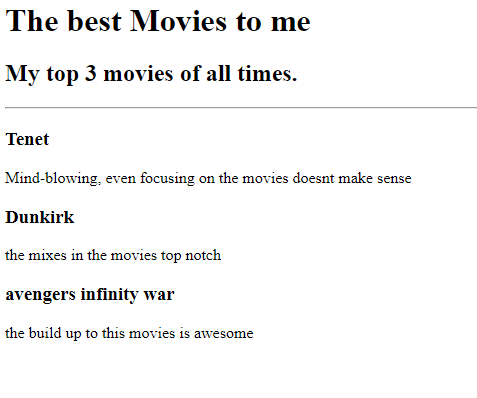 The best Movies to me
My top 3 movies of all times.
Tenet
Mind-blowing, even focusing on the movies doesnt make sense
Dunkirk
the mixes in the movies top notch
avengers infinity war
the build up to this movies is awesome